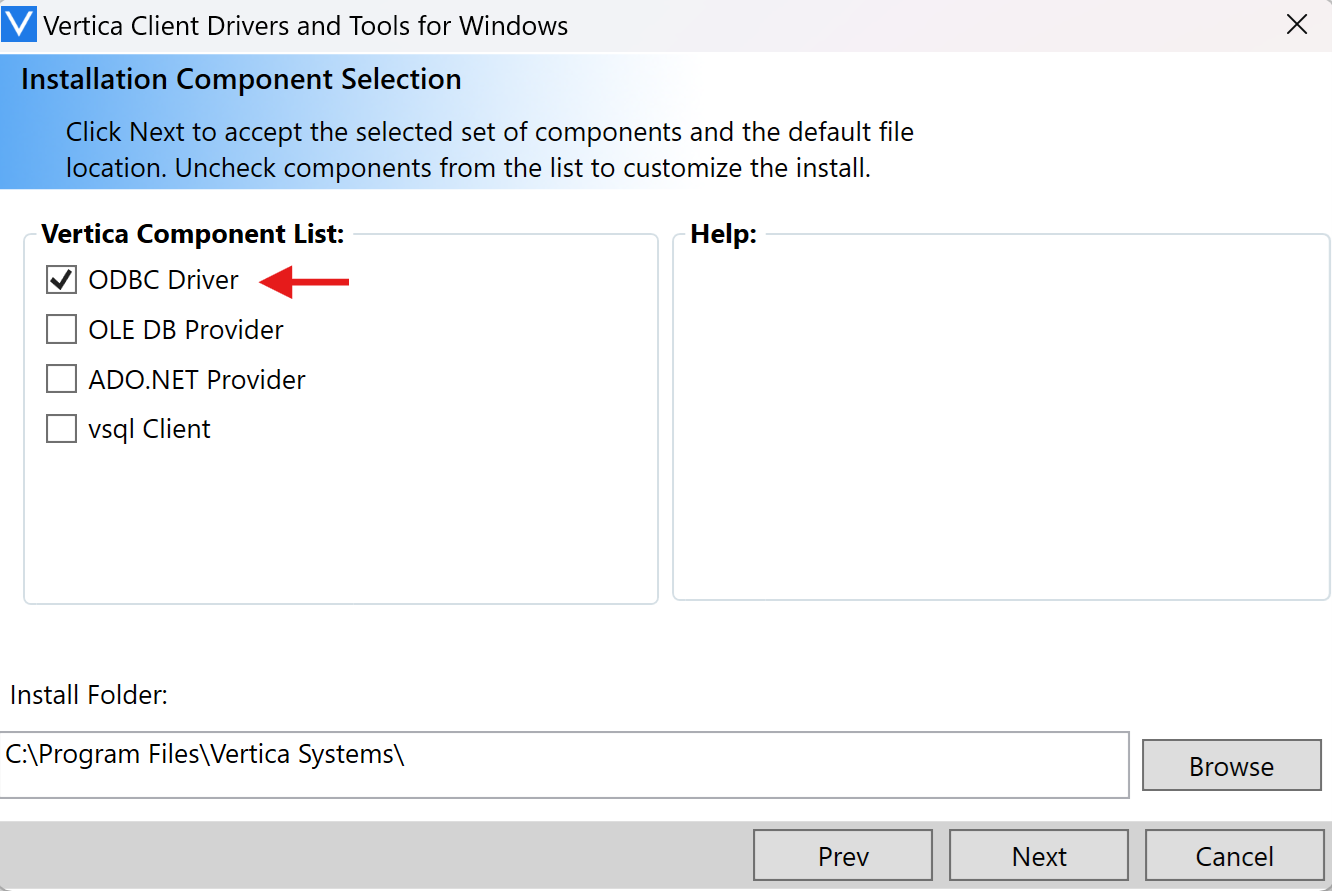 Vertica Client Drivers and Tools for Windows
Installation Component Selection
Click Next to accept the selected set of components and the default file
location. Uncheck components from the list to customize the install.
Vertica Component List:
ODBC Driver
OLE DB Provider
ADO.NET Provider
vsql Client
Help:
Install Folder:
C:\Program Files\Vertica Systems\
Browse
Prev
Next
Cancel